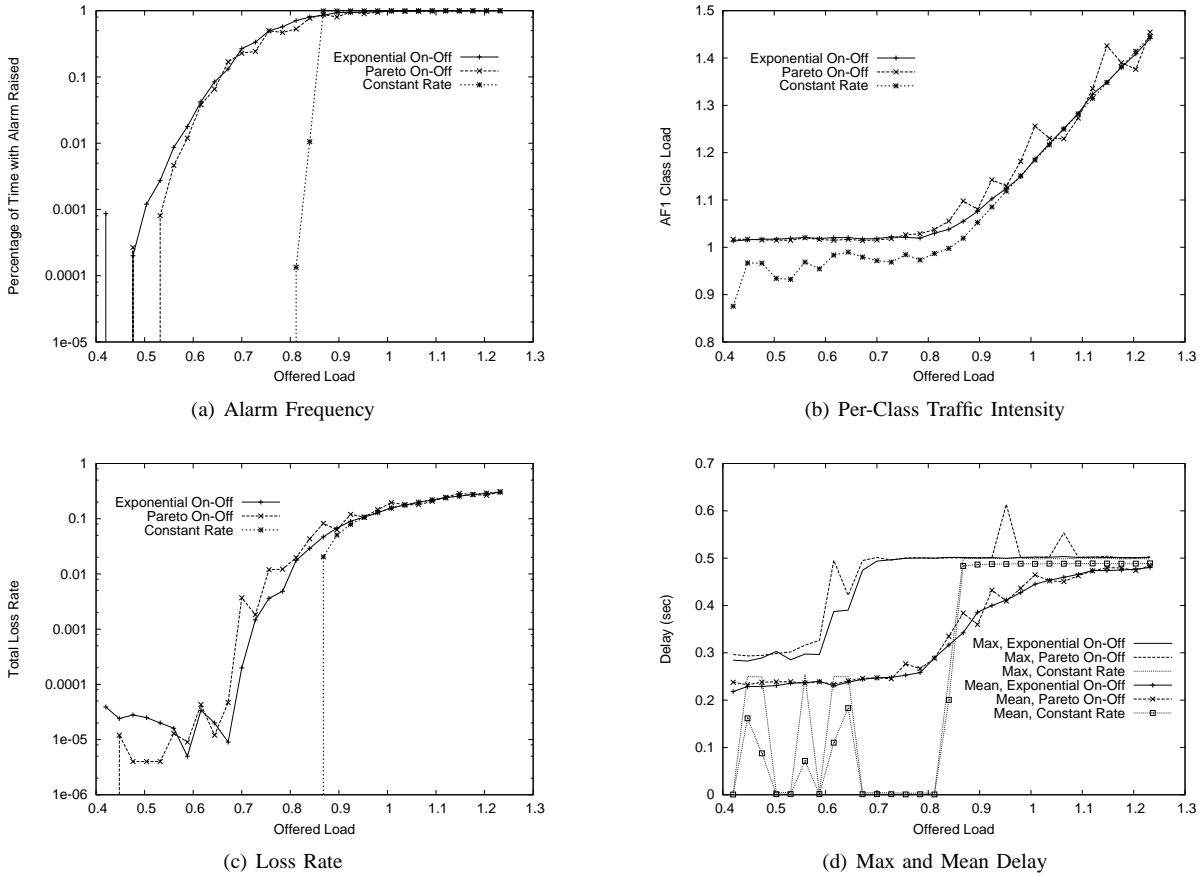 1
0.1
0.01
0.001
0.0001
1e-05
Percentage of Time with Alarm Raised
Exponential On-Off
Pareto On-Off
Constant Rate
0.4 0.5 0.6 0.7 0.8 0.9 1 1.1 1.2 1.3
Offered Load
(a) Alarm Frequency
1.5
1.4
1.3
1.2
1.1
1
0.9
0.8
AF1 Class Load
Exponential On-Off
Pareto On-Off
Constant Rate
0.4 0.5 0.6 0.7 0.8 0.9 1 1.1 1.2 1.3
Offered Load
(b) Per-Class Traffic Intensity
1
0.1
0.01
0.001
0.0001
1e-05
1e-06
Total Loss Rate
Exponential On-Off
Pareto On-Off
Constant Rate
0.4 0.5 0.6 0.7 0.8 0.9 1 1.1 1.2 1.3
Offered Load
(c) Loss Rate
0.7
0.6
0.5
0.4
0.3
0.2
0.1
0
Delay (sec)
Max, Exponential On-Off
Max, Pareto On-Off
Max, Constant Rate
Mean, Exponential On-Off
Mean, Pareto On-Off
Mean, Constant Rate
0.4 0.5 0.6 0.7 0.8 0.9 1 1.1 1.2 1.3
Offered Load
(d) Max and Mean Delay